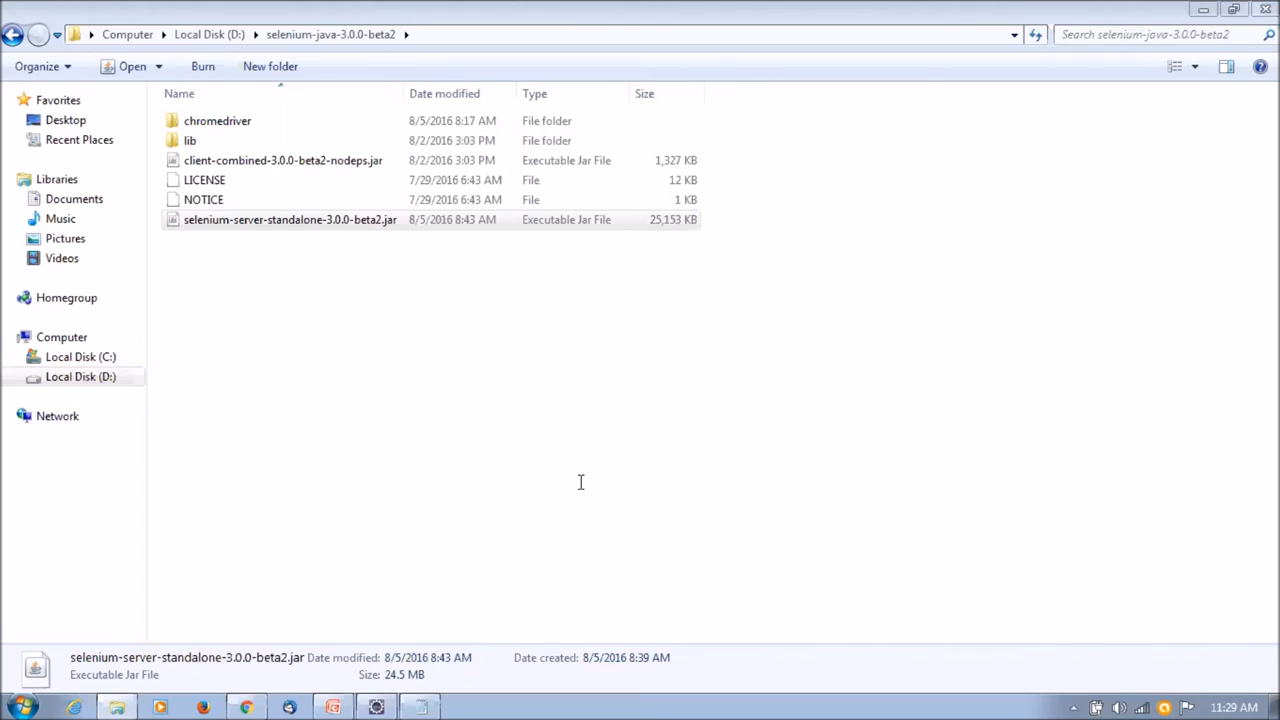 Computer Local Disk (D:) selenium-java-3.0.0-beta2 Search selenium-java-3.0.0-beta2
Organize Open Burn New folder
Name Date modified Type Size
Favorites
Desktop
Recent Places
Libraries
Documents
Music
Pictures
Videos
Homegroup
Computer
Local Disk (C:)
Local Disk (D:)
Network
chromedriver 8/5/2016 8:17 AM File folder
lib 8/2/2016 3:03 PM File folder
client-combined-3.0.0-beta2-nodeps.jar 8/2/2016 3:03 PM Executable Jar File 1,327 KB
LICENSE 7/29/2016 6:43 AM File 12 KB
NOTICE 7/29/2016 6:43 AM File 1 KB
selenium-server-standalone-3.0.0-beta2.jar 8/5/2016 8:43 AM Executable Jar File 25,153 KB
selenium-server-standalone-3.0.0-beta2.jar Date modified: 8/5/2016 8:43 AM Date created: 8/5/2016 8:39 AM
Executable Jar File Size: 24.5 MB
11:29 AM